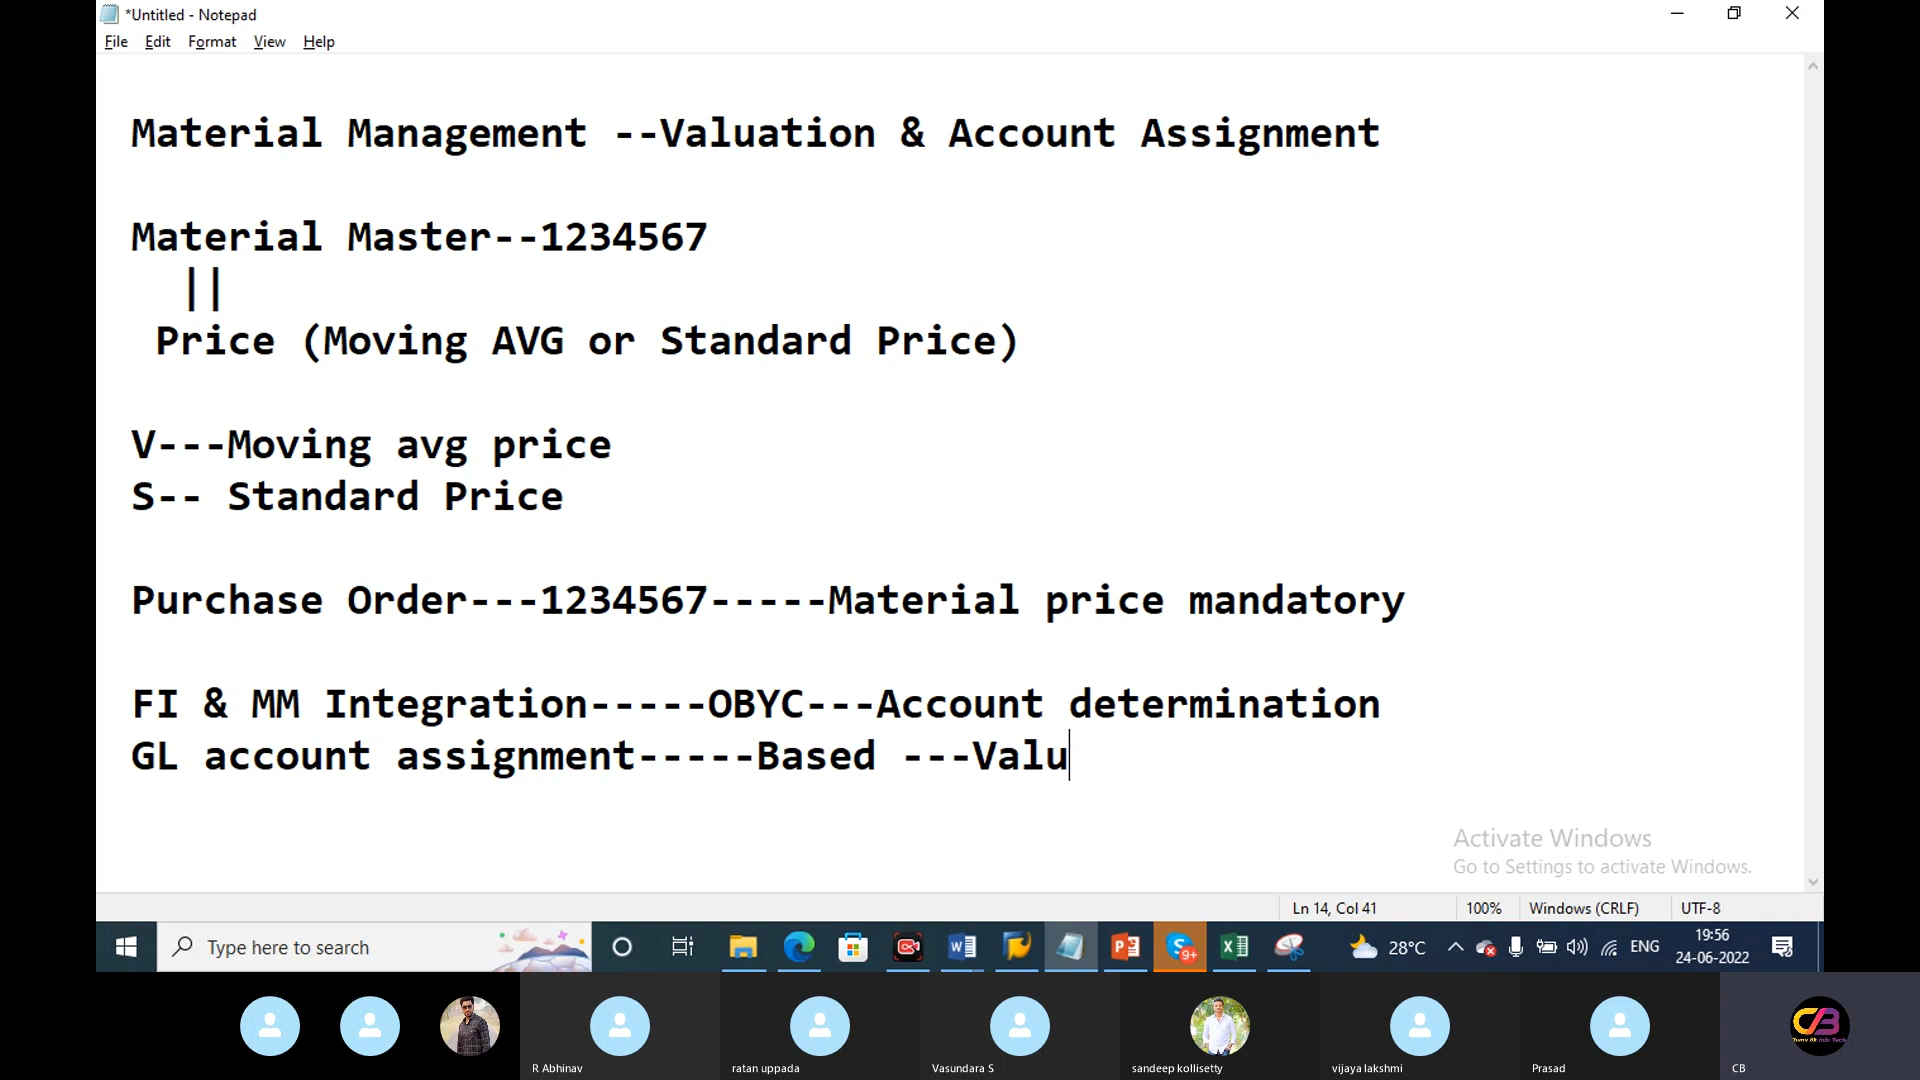 *Untitled - Notepad
File Edit Format View Help
Material Management --Valuation & Account Assignment
Material Master--1234567
||
Price (Moving AVG or Standard Price)
V---Moving avg price
S-- Standard Price
Purchase Order---1234567-----Material price mandatory
FI & MM Integration-----OBYC---Account determination
GL account assignment-----Based ---Valu
Activate Windows
Go to Settings to activate Windows.
Ln 14, Col 41 100% Windows (CRLF) UTF-8
Type here to search
9+
28°C
ENG
19:56
24-06-2022
R Abhinav
ratan uppada
Vasundara S
sandeep kollisetty
vijaya lakshmi
Prasad
CB